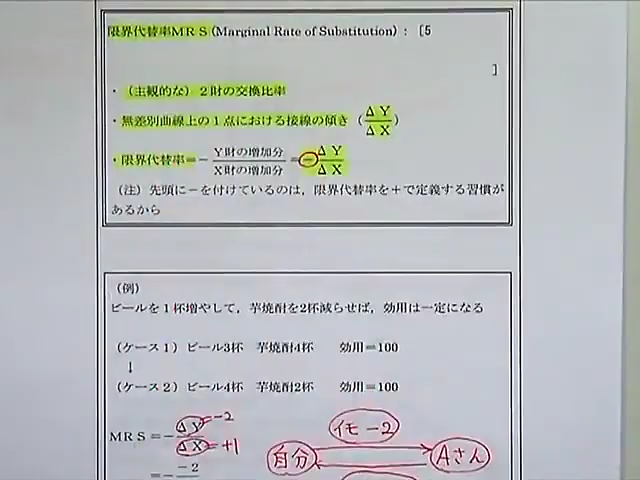 限界代替率MRS(Marginal Rate of Substitution)：[5
]
・（主観的な）２財の交換比率
・無差別曲線上の１点における接線の傾き（ΔY/ΔX）
・限界代替率＝－Y財の増加分/X財の増加分＝－ΔY/ΔX
（注）先頭に－を付けているのは，限界代替率を＋で定義する習慣が
あるから
（例）
ビールを１杯増やして，芋焼酎を2杯減らせば，効用は一定になる
（ケース１）ビール3杯　芋焼酎4杯　　効用＝100
↓
（ケース２）ビール4杯　芋焼酎2杯　　効用＝100
MRS＝－ΔY/ΔX
=-2
=+1
＝－－2
イモ－2
自分
Aさん